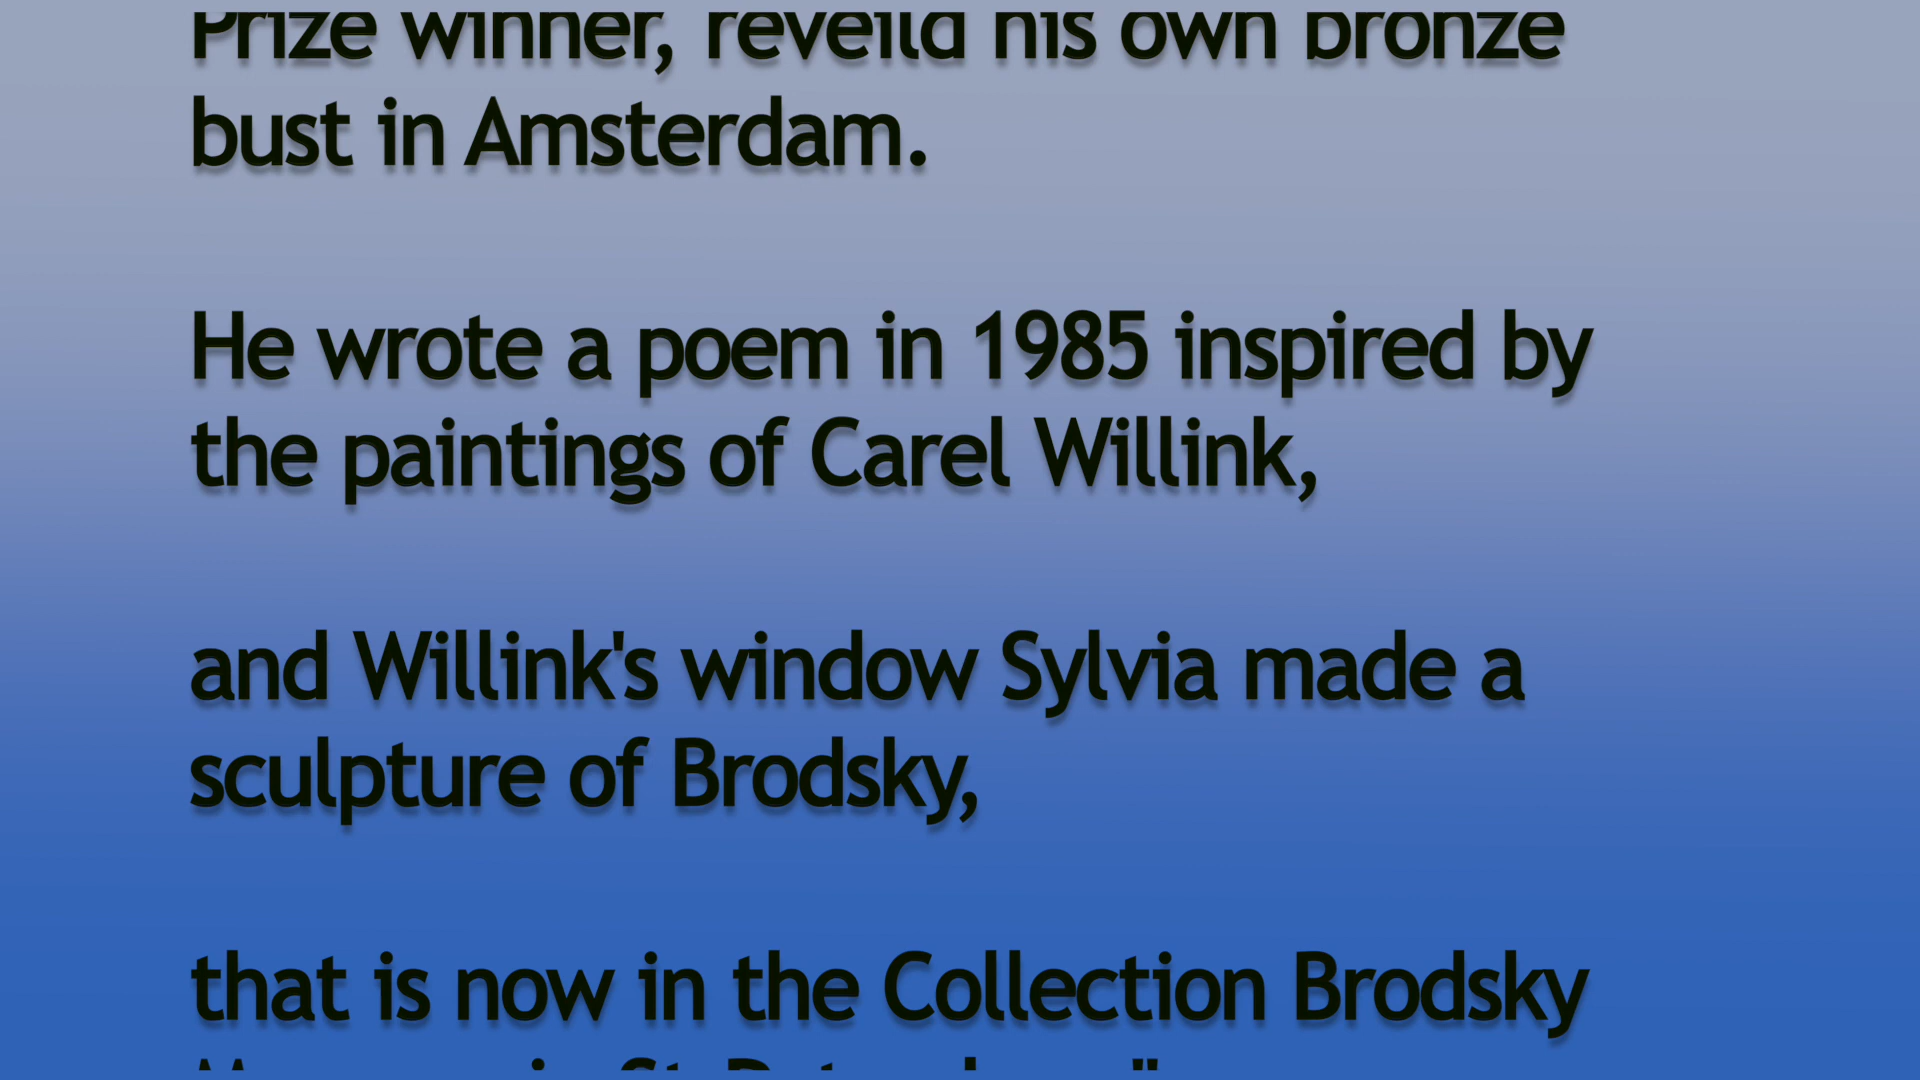 Prize winner, reveild his own bronze
bust in Amsterdam.
He wrote a poem in 1985 inspired by
the paintings of Carel Willink,
and Willink's window Sylvia made a
sculpture of Brodsky,
that is now in the Collection Brodsky